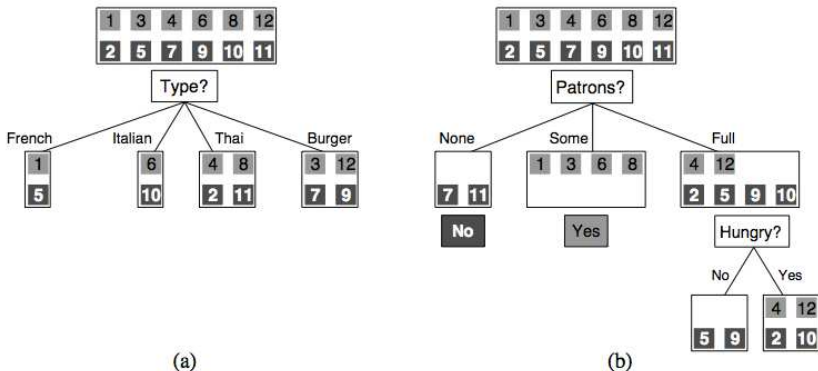 1 3 4 6 8 12
2 5 7 9 10 11
Type?
French Italian Thai Burger
1 6 4 8 3 12
5 10 2 11 7 9
(a)
1 3 4 6 8 12
2 5 7 9 10 11
Patrons?
None Some Full
1 3 6 8 4 12
7 11 2 5 9 10
No Yes Hungry?
No Yes
4 12
5 9 2 10
(b)